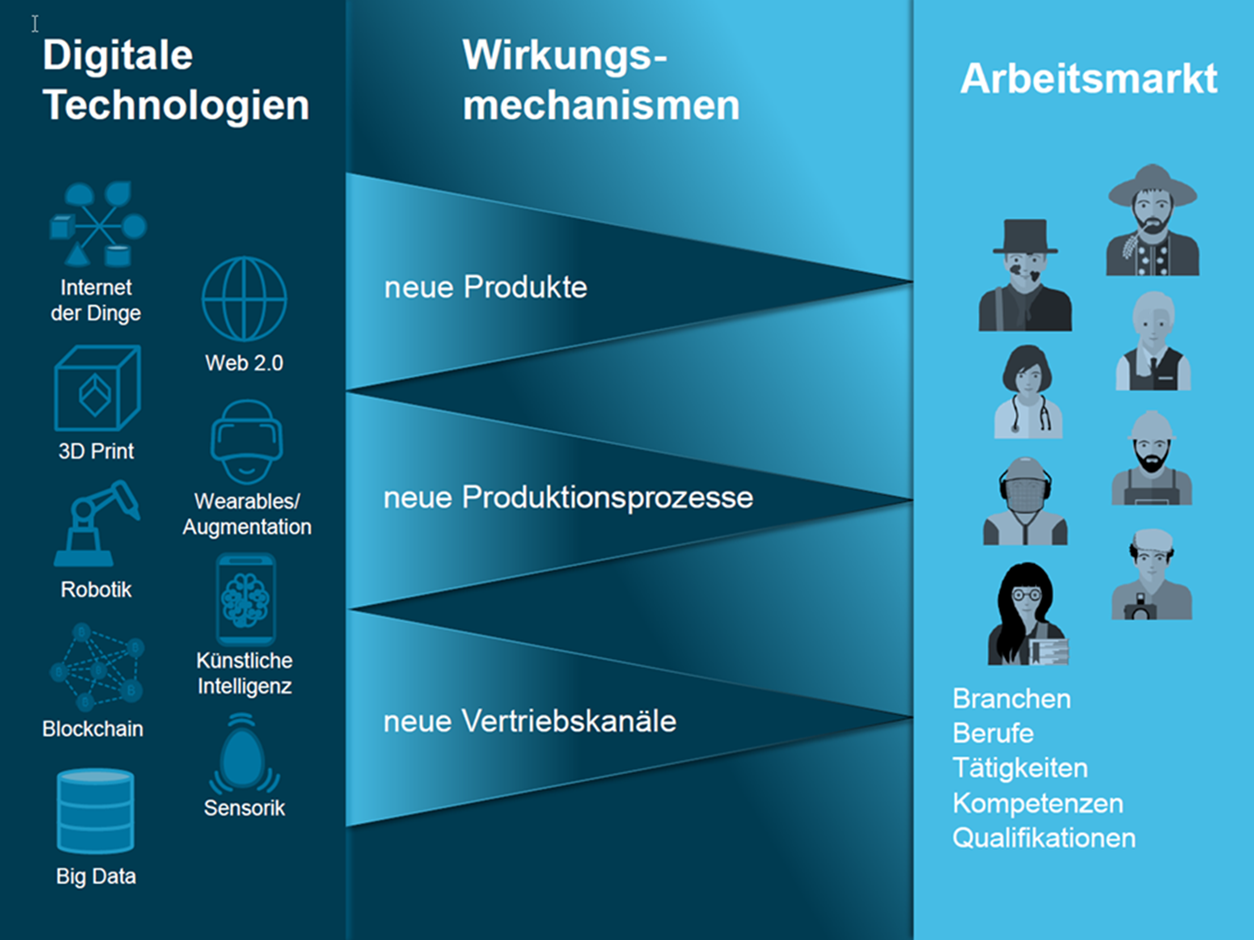 Digitale
Technologien
Internet
der Dinge
Web 2.0
3D Print
Wearables/
Augmentation
Robotik
Künstliche
Intelligenz
Blockchain
Sensorik
Big Data
Wirkungs-
mechanismen
neue Produkte
neue Produktionsprozesse
neue Vertriebskanäle
Arbeitsmarkt
Branchen
Berufe
Tätigkeiten
Kompetenzen
Qualifikationen